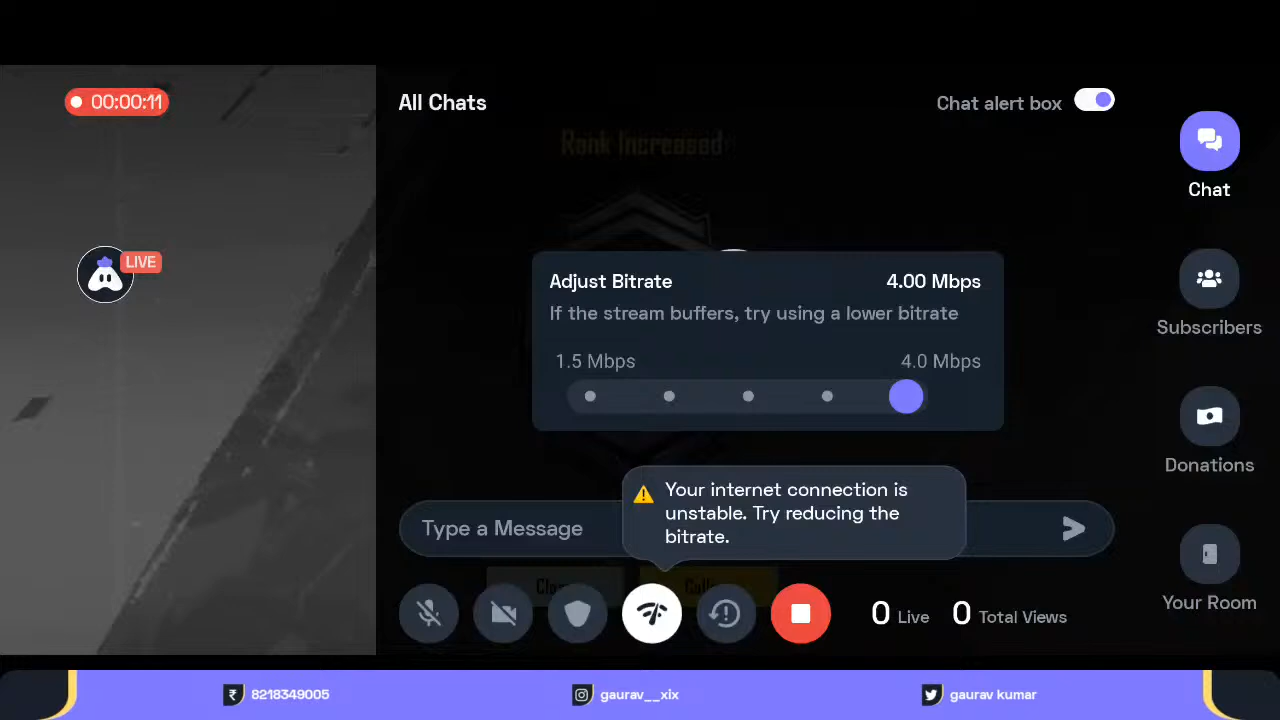 00:00:11
All Chats
Chat alert box
Rank Increased
Chat
LIVE
Adjust Bitrate
4.00 Mbps
If the stream buffers, try using a lower bitrate
1.5 Mbps
4.0 Mbps
Subscribers
Donations
Your internet connection is
unstable. Try reducing the
bitrate.
Type a Message
Your Room
0 Live
0 Total Views
₹ 8218349005
gaurav__xix
gaurav kumar